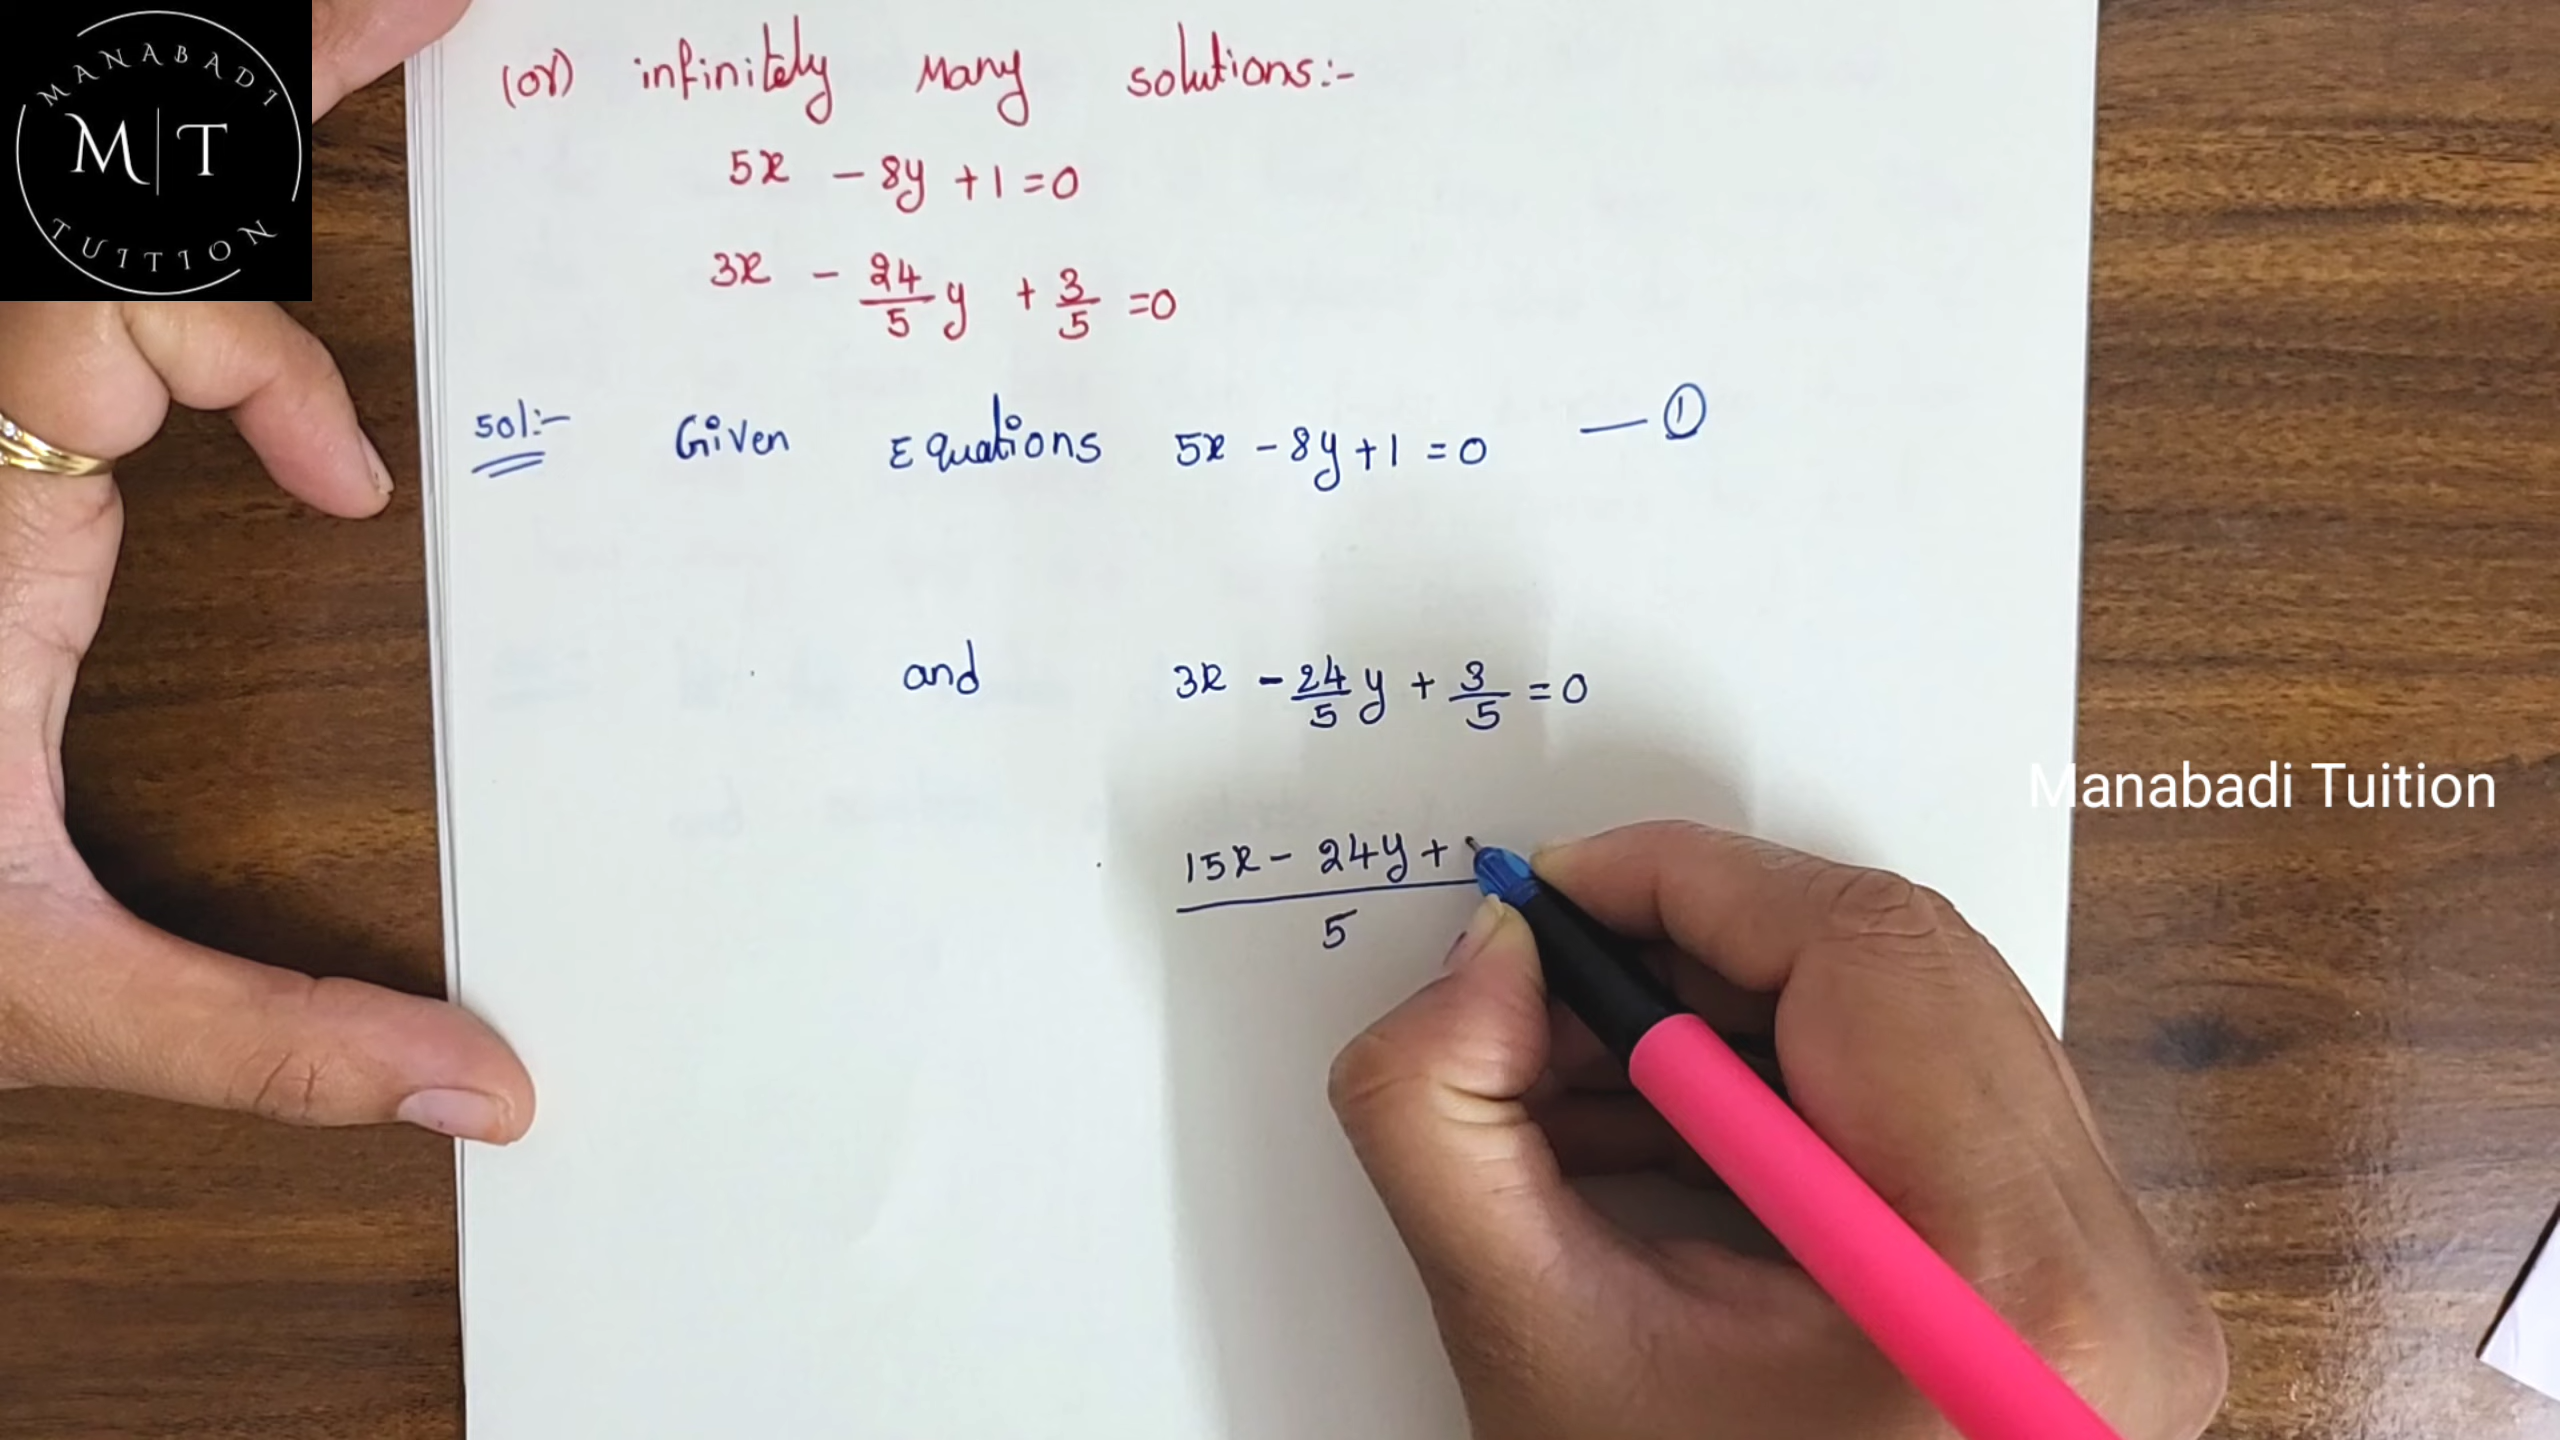 MANABADI
M|T
TUITION
(or) infinitely Many solutions:-
5x - 8y + 1 = 0
3x - 24/5 y + 3/5 = 0
Sol:- Given Equations 5x - 8y + 1 = 0 — ①
and 3x - 24/5 y + 3/5 = 0
Manabadi Tuition
15x - 24y +
5